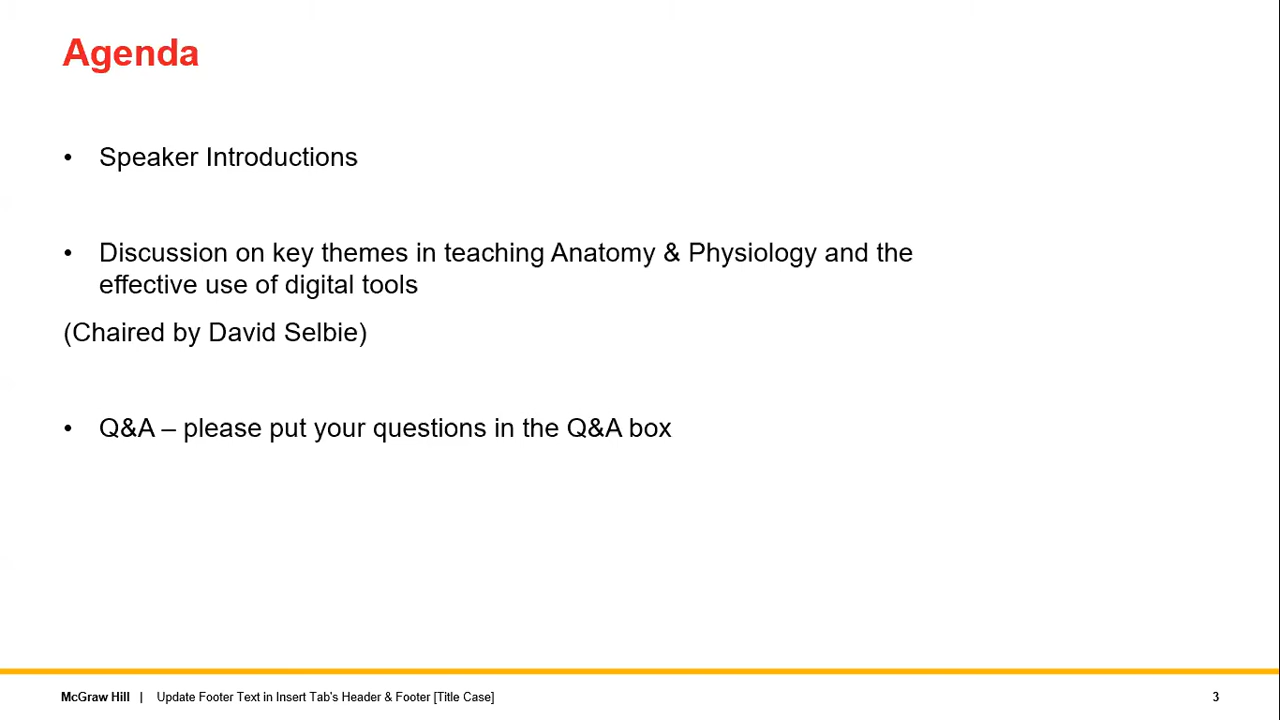 Agenda
• Speaker Introductions
• Discussion on key themes in teaching Anatomy & Physiology and the
effective use of digital tools
(Chaired by David Selbie)
• Q&A – please put your questions in the Q&A box
McGraw Hill | Update Footer Text in Insert Tab's Header & Footer [Title Case] 3